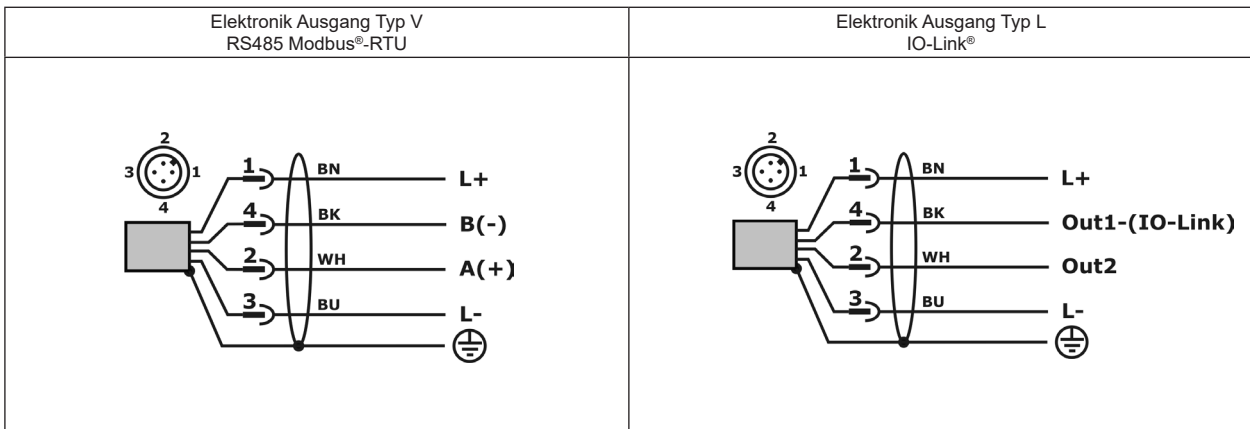 Elektronik Ausgang Typ V
RS485 Modbus®-RTU
2
3
1
4
1
BN
L+
4
BK
B(-)
2
WH
A(+)
3
BU
L-
Elektronik Ausgang Typ L
IO-Link®
2
3
1
4
1
BN
L+
4
BK
Out1-(IO-Link)
2
WH
Out2
3
BU
L-